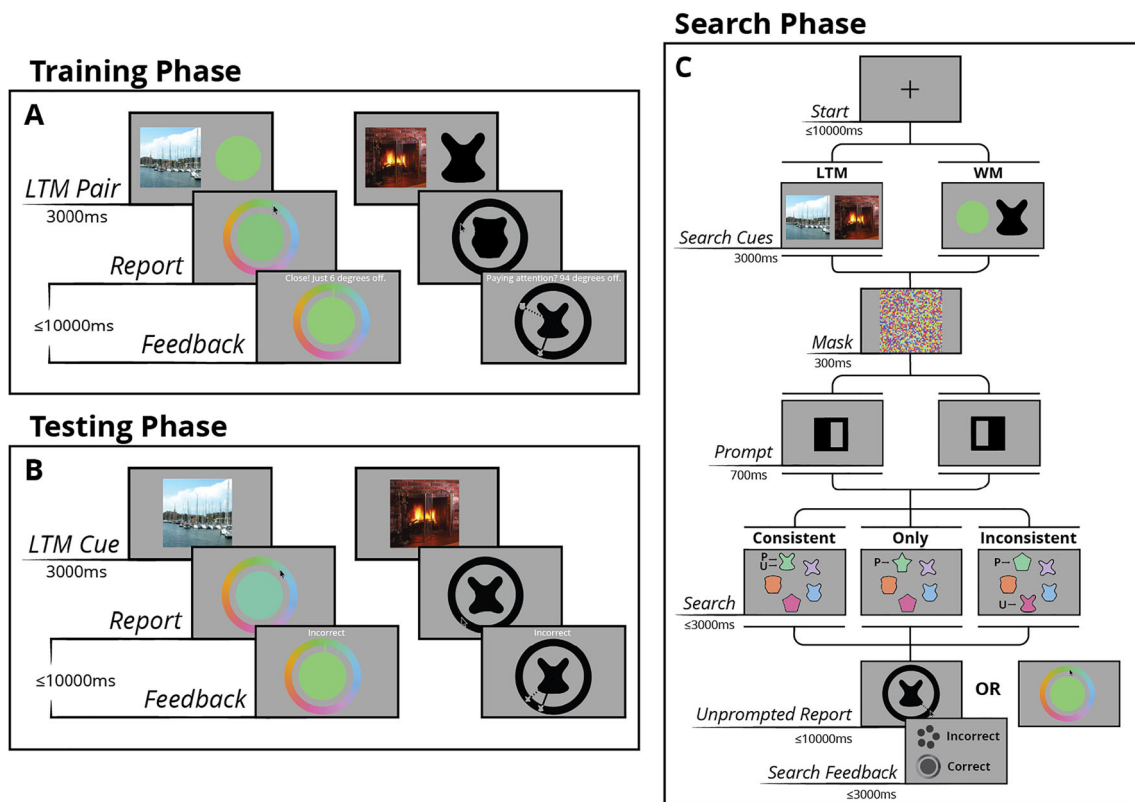 Training Phase
A
LTM Pair
3000ms
Report
Close! Just 6 degrees off.
Paying attention? 94 degrees off.
≤10000ms
Feedback
Testing Phase
B
LTM Cue
3000ms
Report
Incorrect
Incorrect
≤10000ms
Feedback
Search Phase
C
Start
≤10000ms
LTM
WM
Search Cues
3000ms
Mask
300ms
Prompt
700ms
Consistent
Only
Inconsistent
P
U
P
P
U
Search
≤3000ms
OR
Unprompted Report
≤10000ms
Incorrect
Correct
Search Feedback
≤3000ms